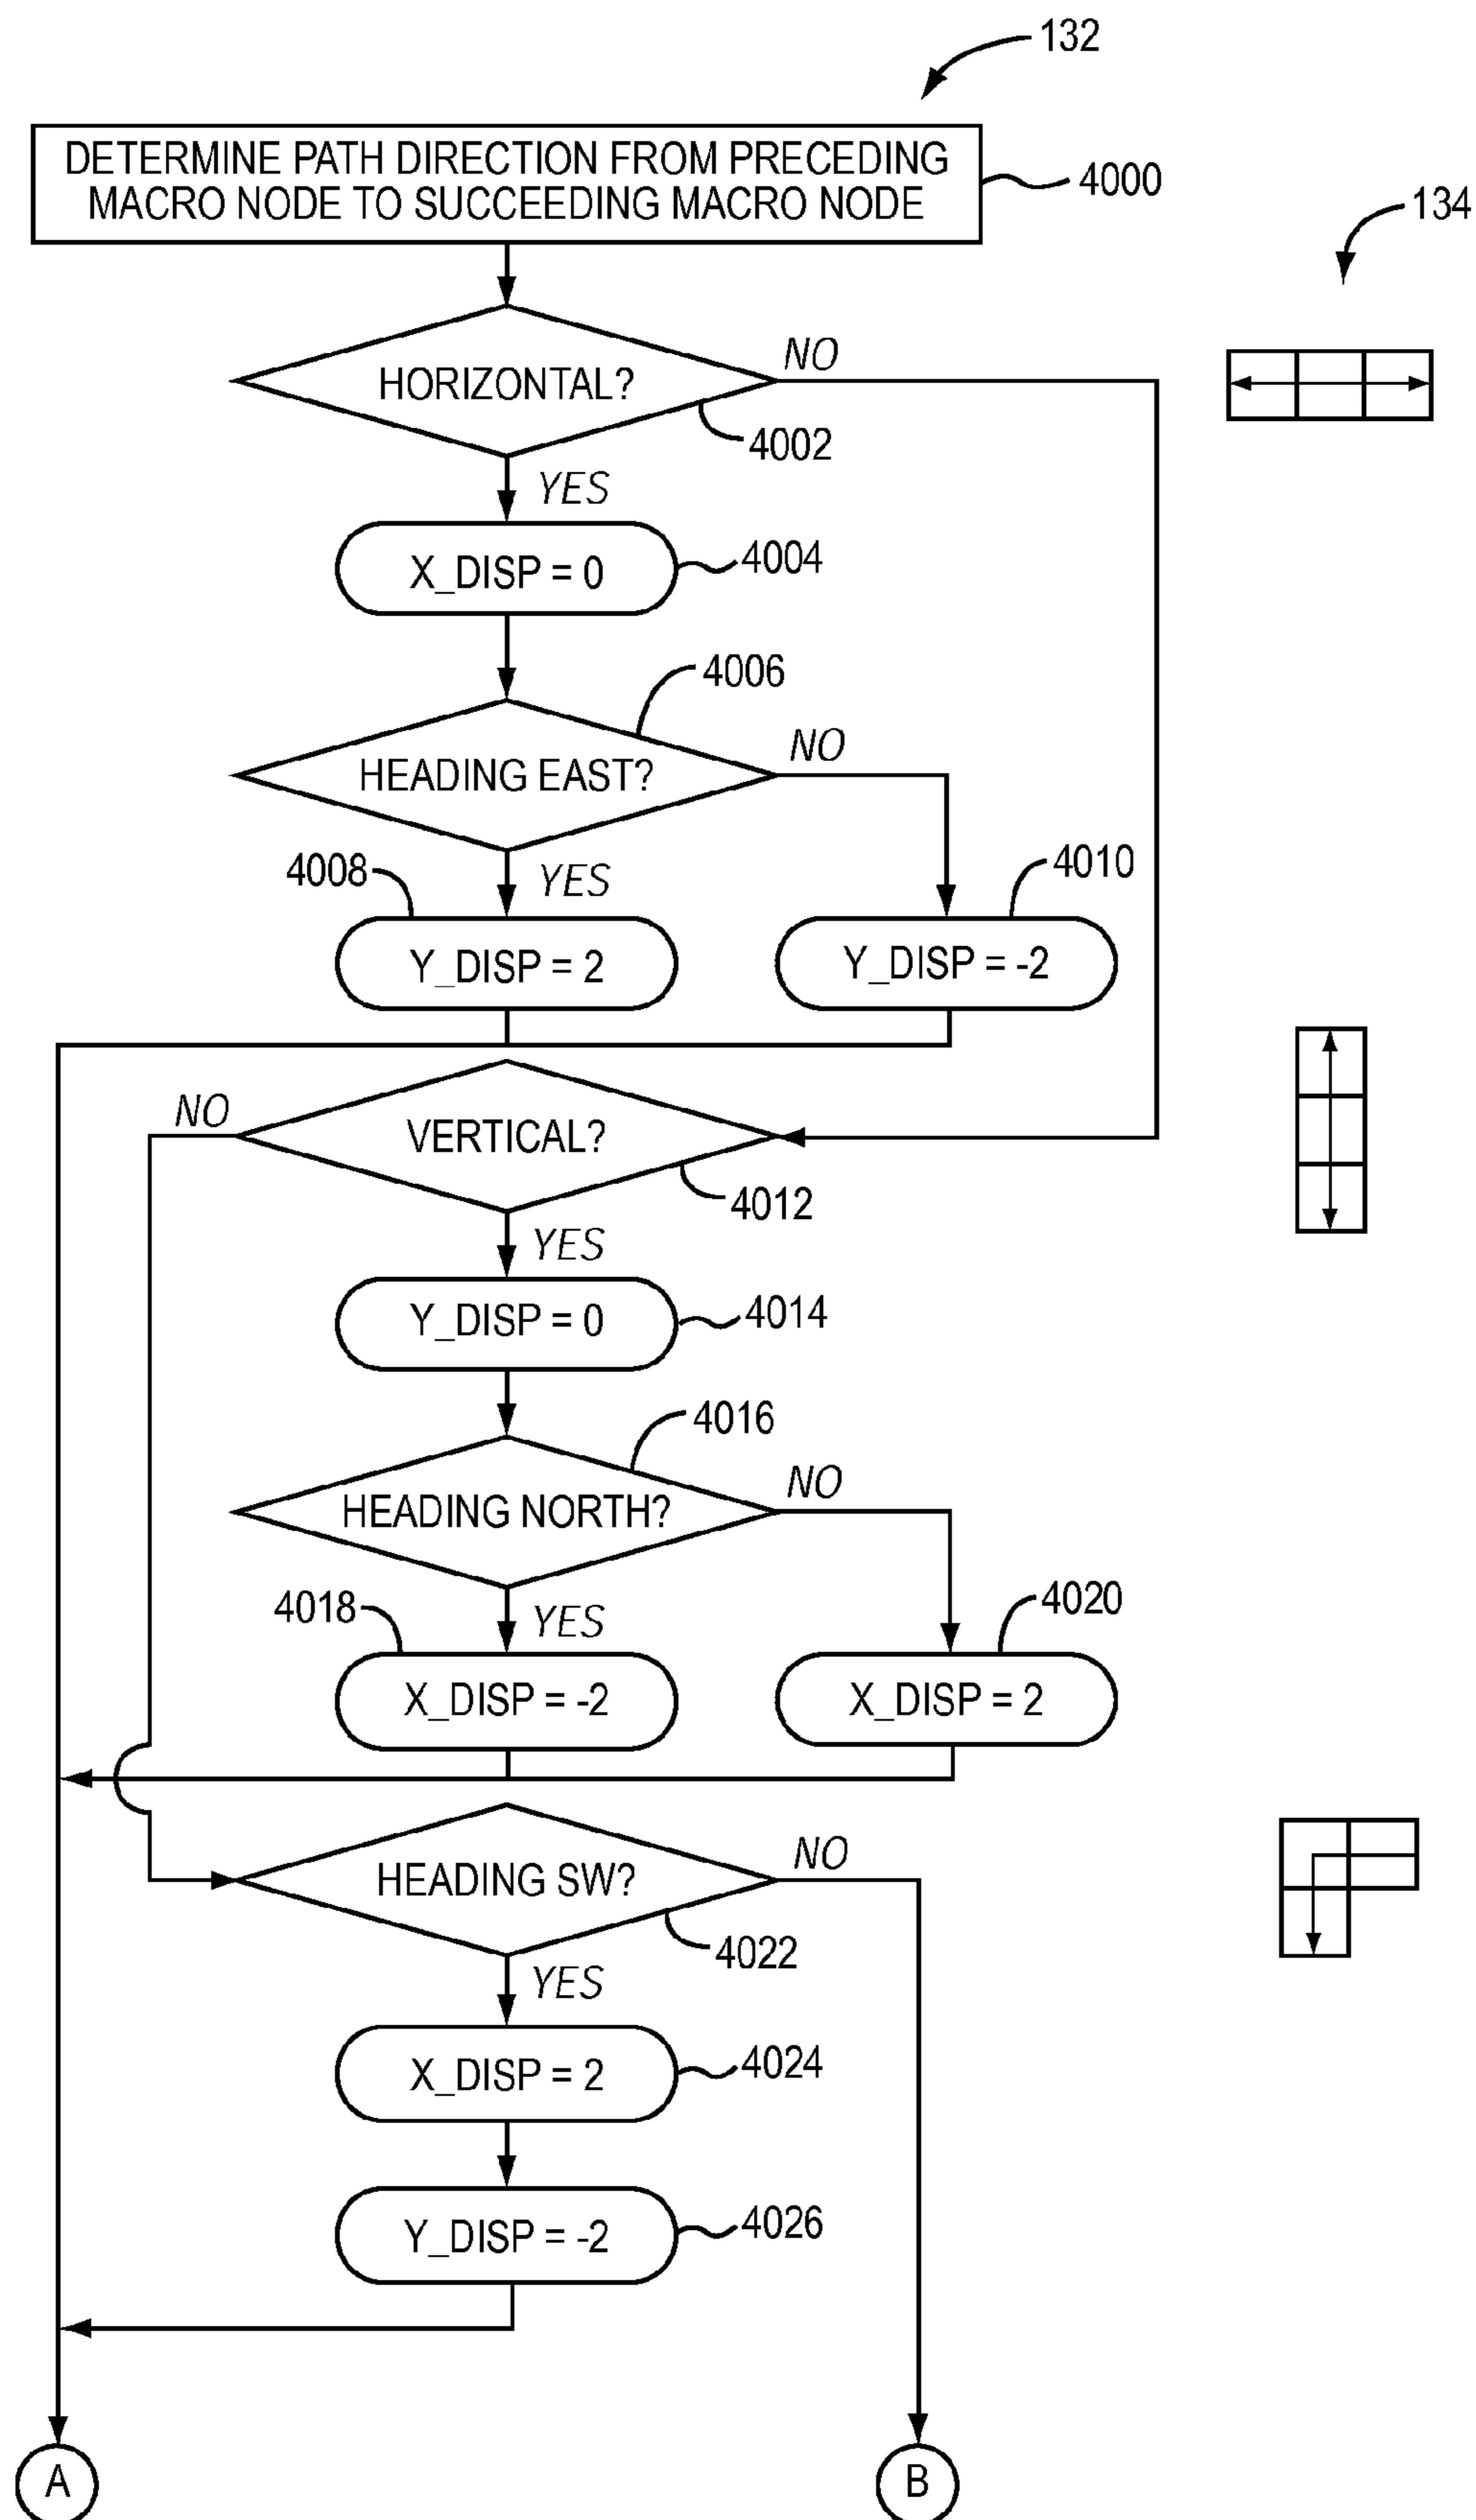 132
DETERMINE PATH DIRECTION FROM PRECEDING
MACRO NODE TO SUCCEEDING MACRO NODE
4000
134
HORIZONTAL?
NO
4002
YES
X_DISP = 0
4004
4006
HEADING EAST?
NO
4008
YES
4010
Y_DISP = 2
Y_DISP = -2
NO
VERTICAL?
4012
YES
Y_DISP = 0
4014
4016
HEADING NORTH?
NO
4018
YES
4020
X_DISP = -2
X_DISP = 2
HEADING SW?
NO
4022
YES
X_DISP = 2
4024
Y_DISP = -2
4026
A
B